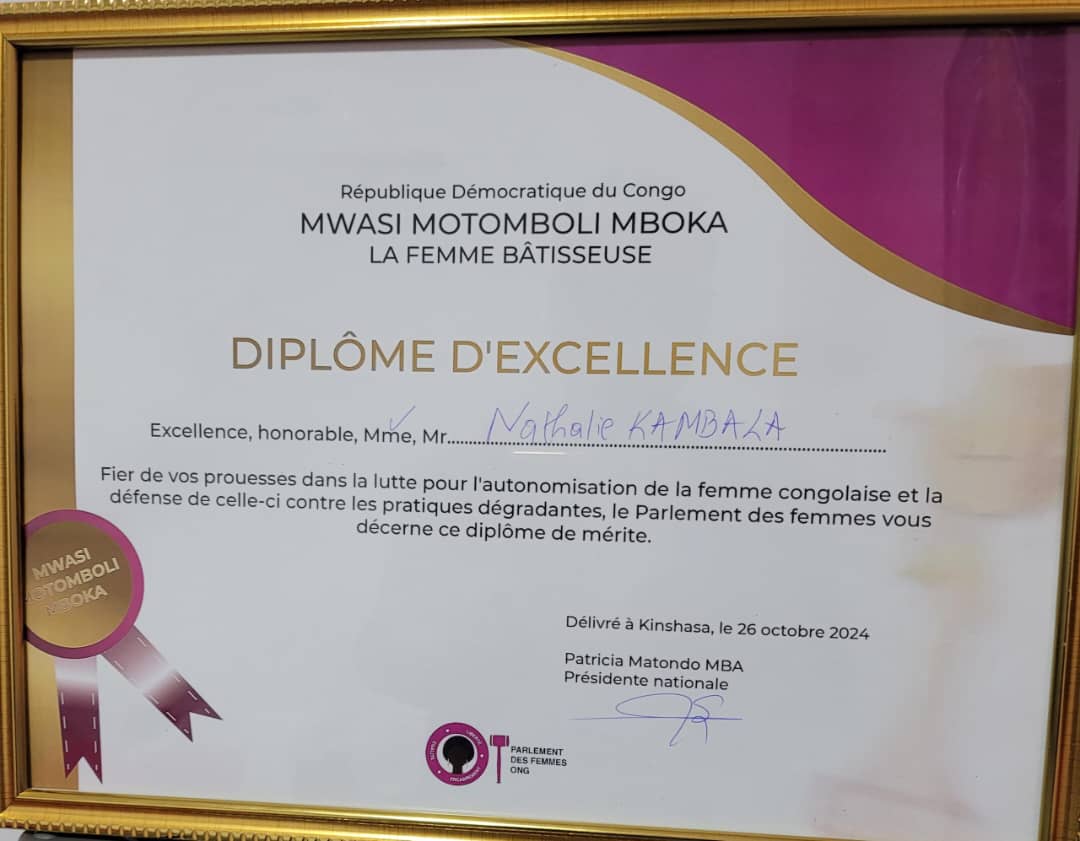 République Démocratique du Congo
MWASI MOTOMBOLI MBOKA
LA FEMME BÂTISSEUSE
DIPLÔME D'EXCELLENCE
Excellence, honorable, Mme, Mr.......... Nathalie KAMBALA
Fier de vos prouesses dans la lutte pour l'autonomisation de la femme congolaise et la
défense de celle-ci contre les pratiques dégradantes, le Parlement des femmes vous
décerne ce diplôme de mérite.
MWASI
MOTOMBOLI
MBOKA
Délivré à Kinshasa, le 26 octobre 2024
Patricia Matondo MBA
Présidente nationale
PARLEMENT
DES FEMMES
ONG